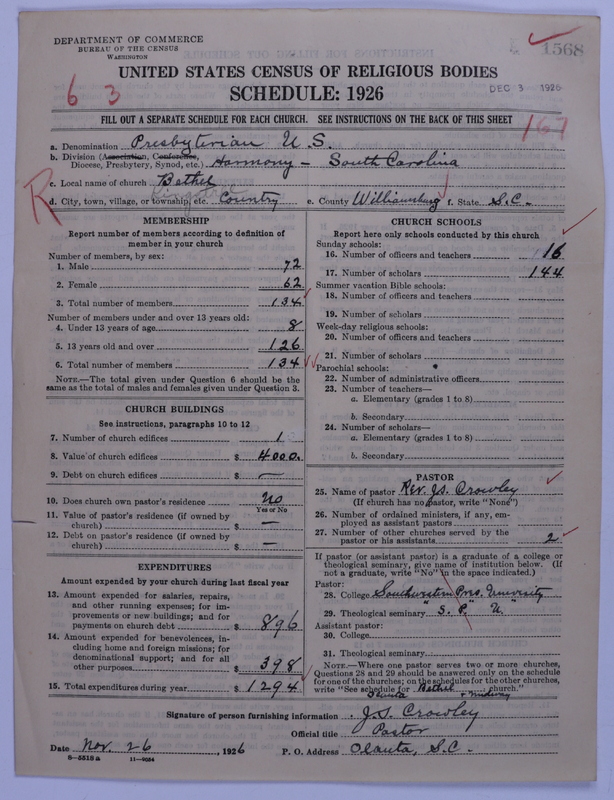 DEPARTMENT OF COMMERCE
BUREAU OF THE CENSUS
WASHINGTON
1568
UNITED STATES CENSUS OF RELIGIOUS BODIES
SCHEDULE: 1926
DEC 3 1926
6 3
FILL OUT A SEPARATE SCHEDULE FOR EACH CHURCH. SEE INSTRUCTIONS ON THE BACK OF THIS SHEET
167
a. Denomination Presbyterian U.S.
b. Division (Association, Conference, Diocese, Presbytery, Synod, etc.) Harmony - South Carolina
c. Local name of church Bethel
R
d. City, town, village, or township, etc. Country e. County Williamsburg f. State S.C.
MEMBERSHIP
Report number of members according to definition of member in your church
Number of members, by sex:
1. Male 72
2. Female 62
3. Total number of members 134
Number of members under and over 13 years old:
4. Under 13 years of age 8
5. 13 years old and over 126
6. Total number of members 134
NOTE.—The total given under Question 6 should be the same as the total of males and females given under Question 3.
CHURCH BUILDINGS
See instructions, paragraphs 10 to 12
7. Number of church edifices 1
8. Value of church edifices $ 4000.
9. Debt on church edifices $ —
10. Does church own pastor's residence No
Yes or No
11. Value of pastor's residence (if owned by church) $ —
12. Debt on pastor's residence (if owned by church) $ —
EXPENDITURES
Amount expended by your church during last fiscal year
13. Amount expended for salaries, repairs, and other running expenses; for improvements or new buildings; and for payments on church debt $ 896
14. Amount expended for benevolences, including home and foreign missions; for denominational support; and for all other purposes $ 398
15. Total expenditures during year $ 1294
CHURCH SCHOOLS
Report here only schools conducted by this church
Sunday schools:
16. Number of officers and teachers 16
17. Number of scholars 144
Summer vacation Bible schools:
18. Number of officers and teachers
19. Number of scholars
Week-day religious schools:
20. Number of officers and teachers
21. Number of scholars
Parochial schools:
22. Number of administrative officers
23. Number of teachers—
a. Elementary (grades 1 to 8)
b. Secondary
24. Number of scholars—
a. Elementary (grades 1 to 8)
b. Secondary
PASTOR
25. Name of pastor Rev. J.S. Crowley
(If church has no pastor, write "None")
26. Number of ordained ministers, if any, employed as assistant pastors
27. Number of other churches served by the pastor or his assistants 2
If pastor (or assistant pastor) is a graduate of a college or theological seminary, give name of institution below. (If not a graduate, write "No" in the space indicated.)
Pastor:
28. College Southwestern Pres. University
29. Theological seminary "S. P." U.
Assistant pastor:
30. College
31. Theological seminary
NOTE.—Where one pastor serves two or more churches, Questions 28 and 29 should be answered only on the schedule for one of the churches; on the schedules for the other churches, write "See schedule for Bethel church."
Olanta + Midway
Signature of person furnishing information J.S. Crowley
Official title Pastor
Date Nov. 26, 1926
P. O. Address Olanta, S.C.
8—5518 a 11—9034